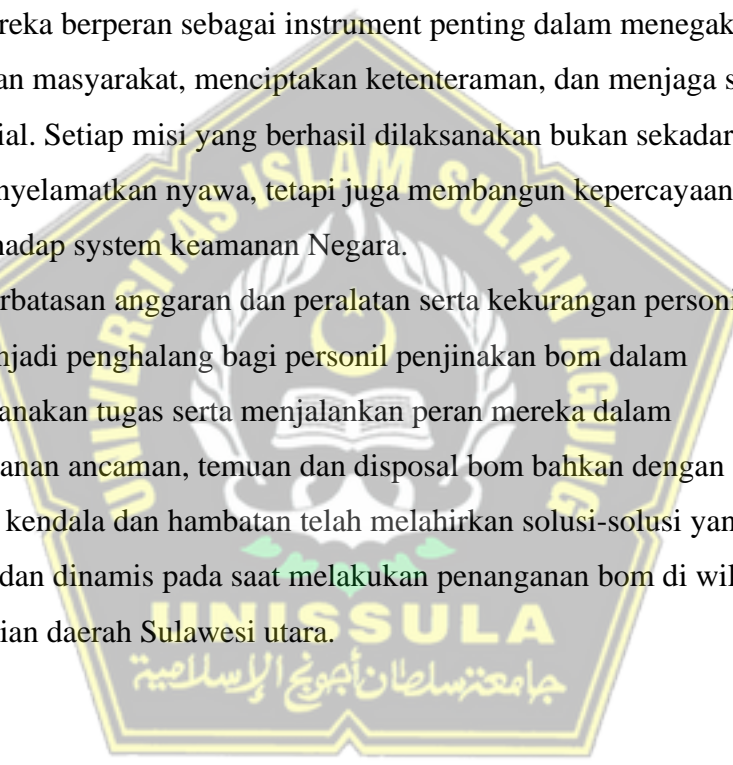 reka berperan sebagai instrument penting dalam menegak
an masyarakat, menciptakan ketenteraman, dan menjaga s
ial. Setiap misi yang berhasil dilaksanakan bukan sekadar
nyelamatkan nyawa, tetapi juga membangun kepercayaan
hadap system keamanan Negara.
rbatasan anggaran dan peralatan serta kekurangan personi
njadi penghalang bagi personil penjinakan bom dalam
anakan tugas serta menjalankan peran mereka dalam
anan ancaman, temuan dan disposal bom bahkan dengan
kendala dan hambatan telah melahirkan solusi-solusi yan
dan dinamis pada saat melakukan penanganan bom di wil
ian daerah Sulawesi utara.
UNIVERSITAS ISLAM SULTAN AGUNG
UNISSULA
جامعة سلطان أجونج الإسلامية